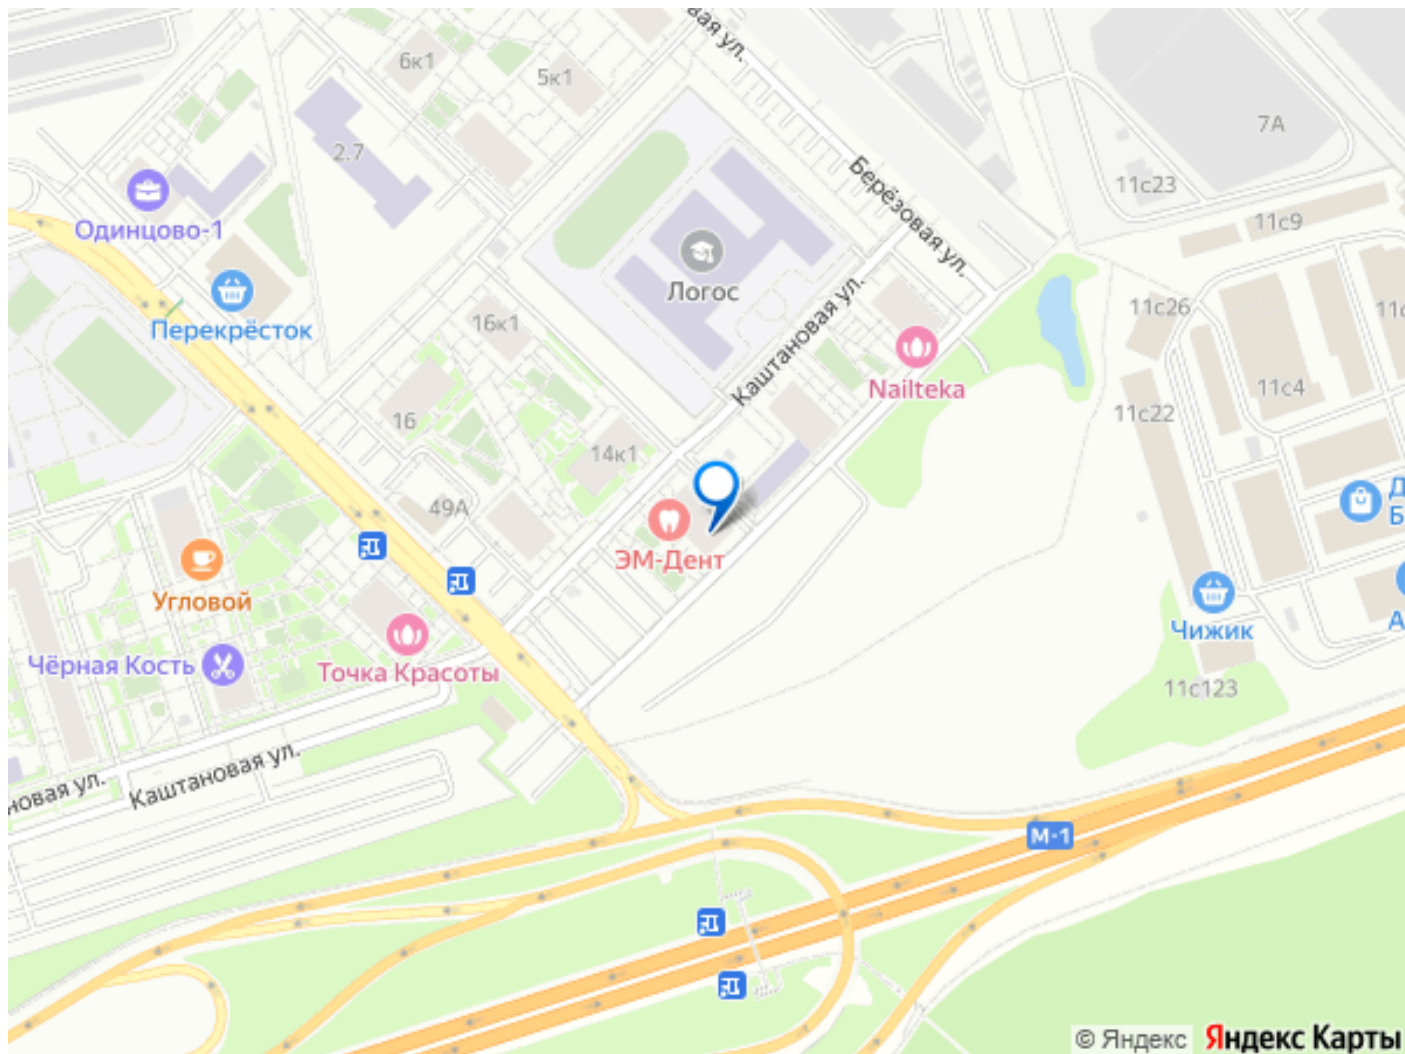 вая ул.
6к1
5к1
7А
2.7
Берёзовая ул.
11с23
11с9
Одинцово-1
Логос
Перекрёсток
16к1
Каштановая ул.
11с26
Nailteka
11с4
11с22
16
14к1
49А
ЭМ-Дент
Д
Б
Угловой
Чижик
А
Чёрная Кость
Точка Красоты
11с123
новая ул.
Каштановая ул.
М-1
© Яндекс Яндекс Карты